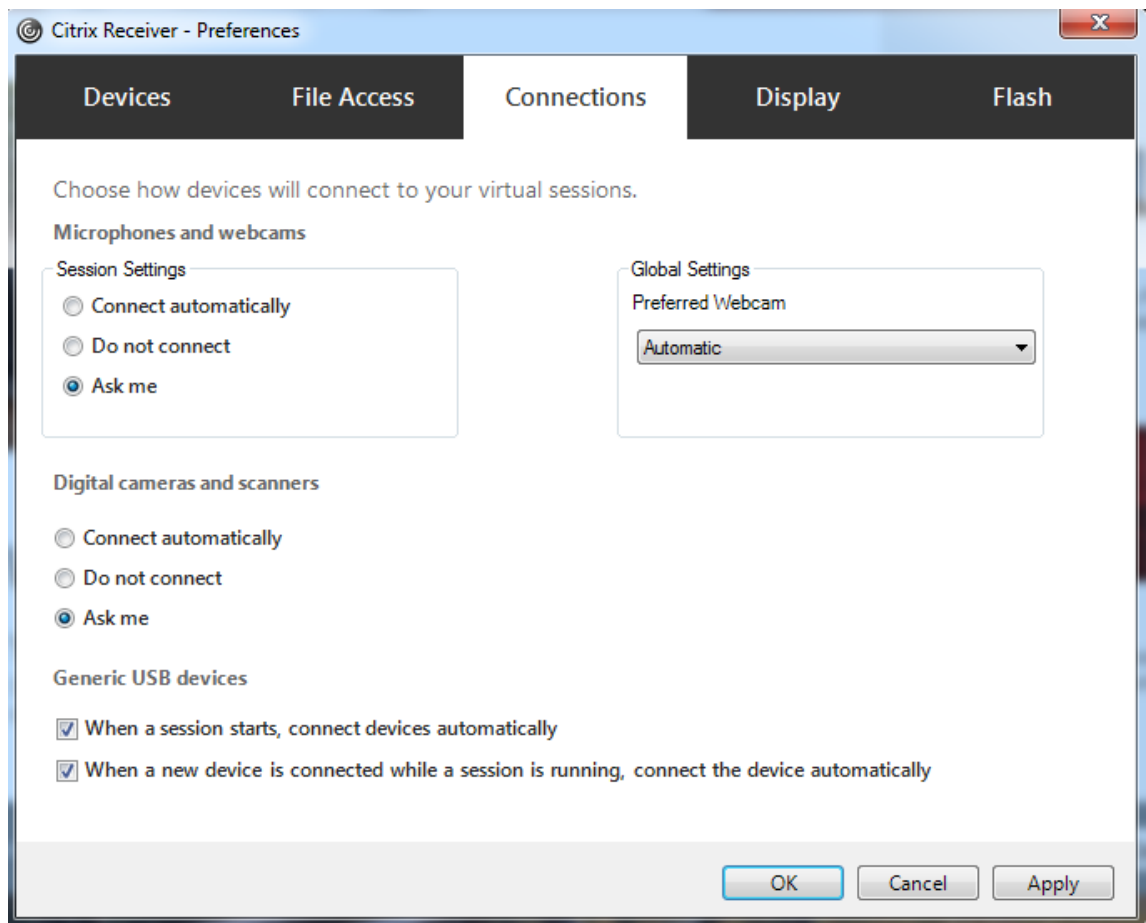 Citrix Receiver - Preferences
Devices File Access Connections Display Flash
Choose how devices will connect to your virtual sessions.
Microphones and webcams
Session Settings
Connect automatically
Do not connect
Ask me
Global Settings
Preferred Webcam
Automatic
Digital cameras and scanners
Connect automatically
Do not connect
Ask me
Generic USB devices
When a session starts, connect devices automatically
When a new device is connected while a session is running, connect the device automatically
OK Cancel Apply